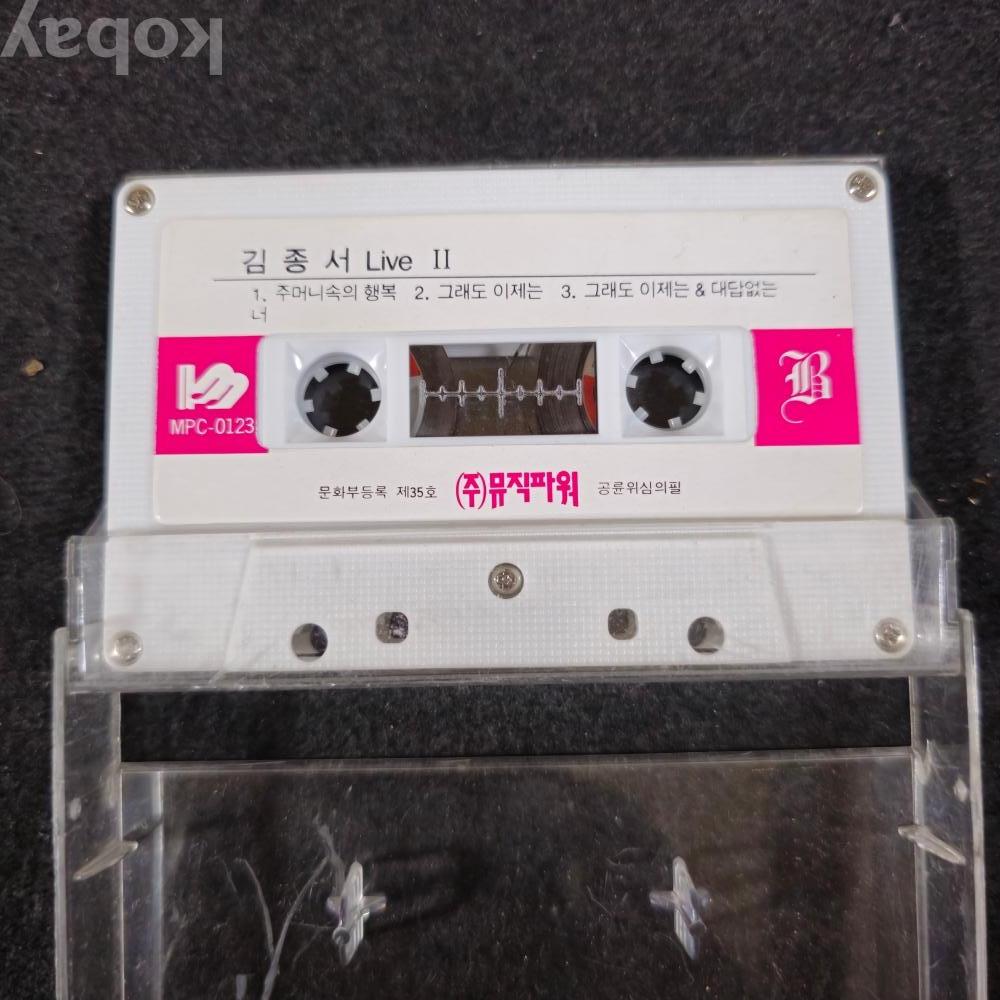 kobay
김 종 서 Live II
1. 주머니속의 행복 2. 그래도 이제는 3. 그래도 이제는 & 대답없는
너
MPC-0123
B
문화부등록 제35호 (주)뮤직파워 공륜위심의필